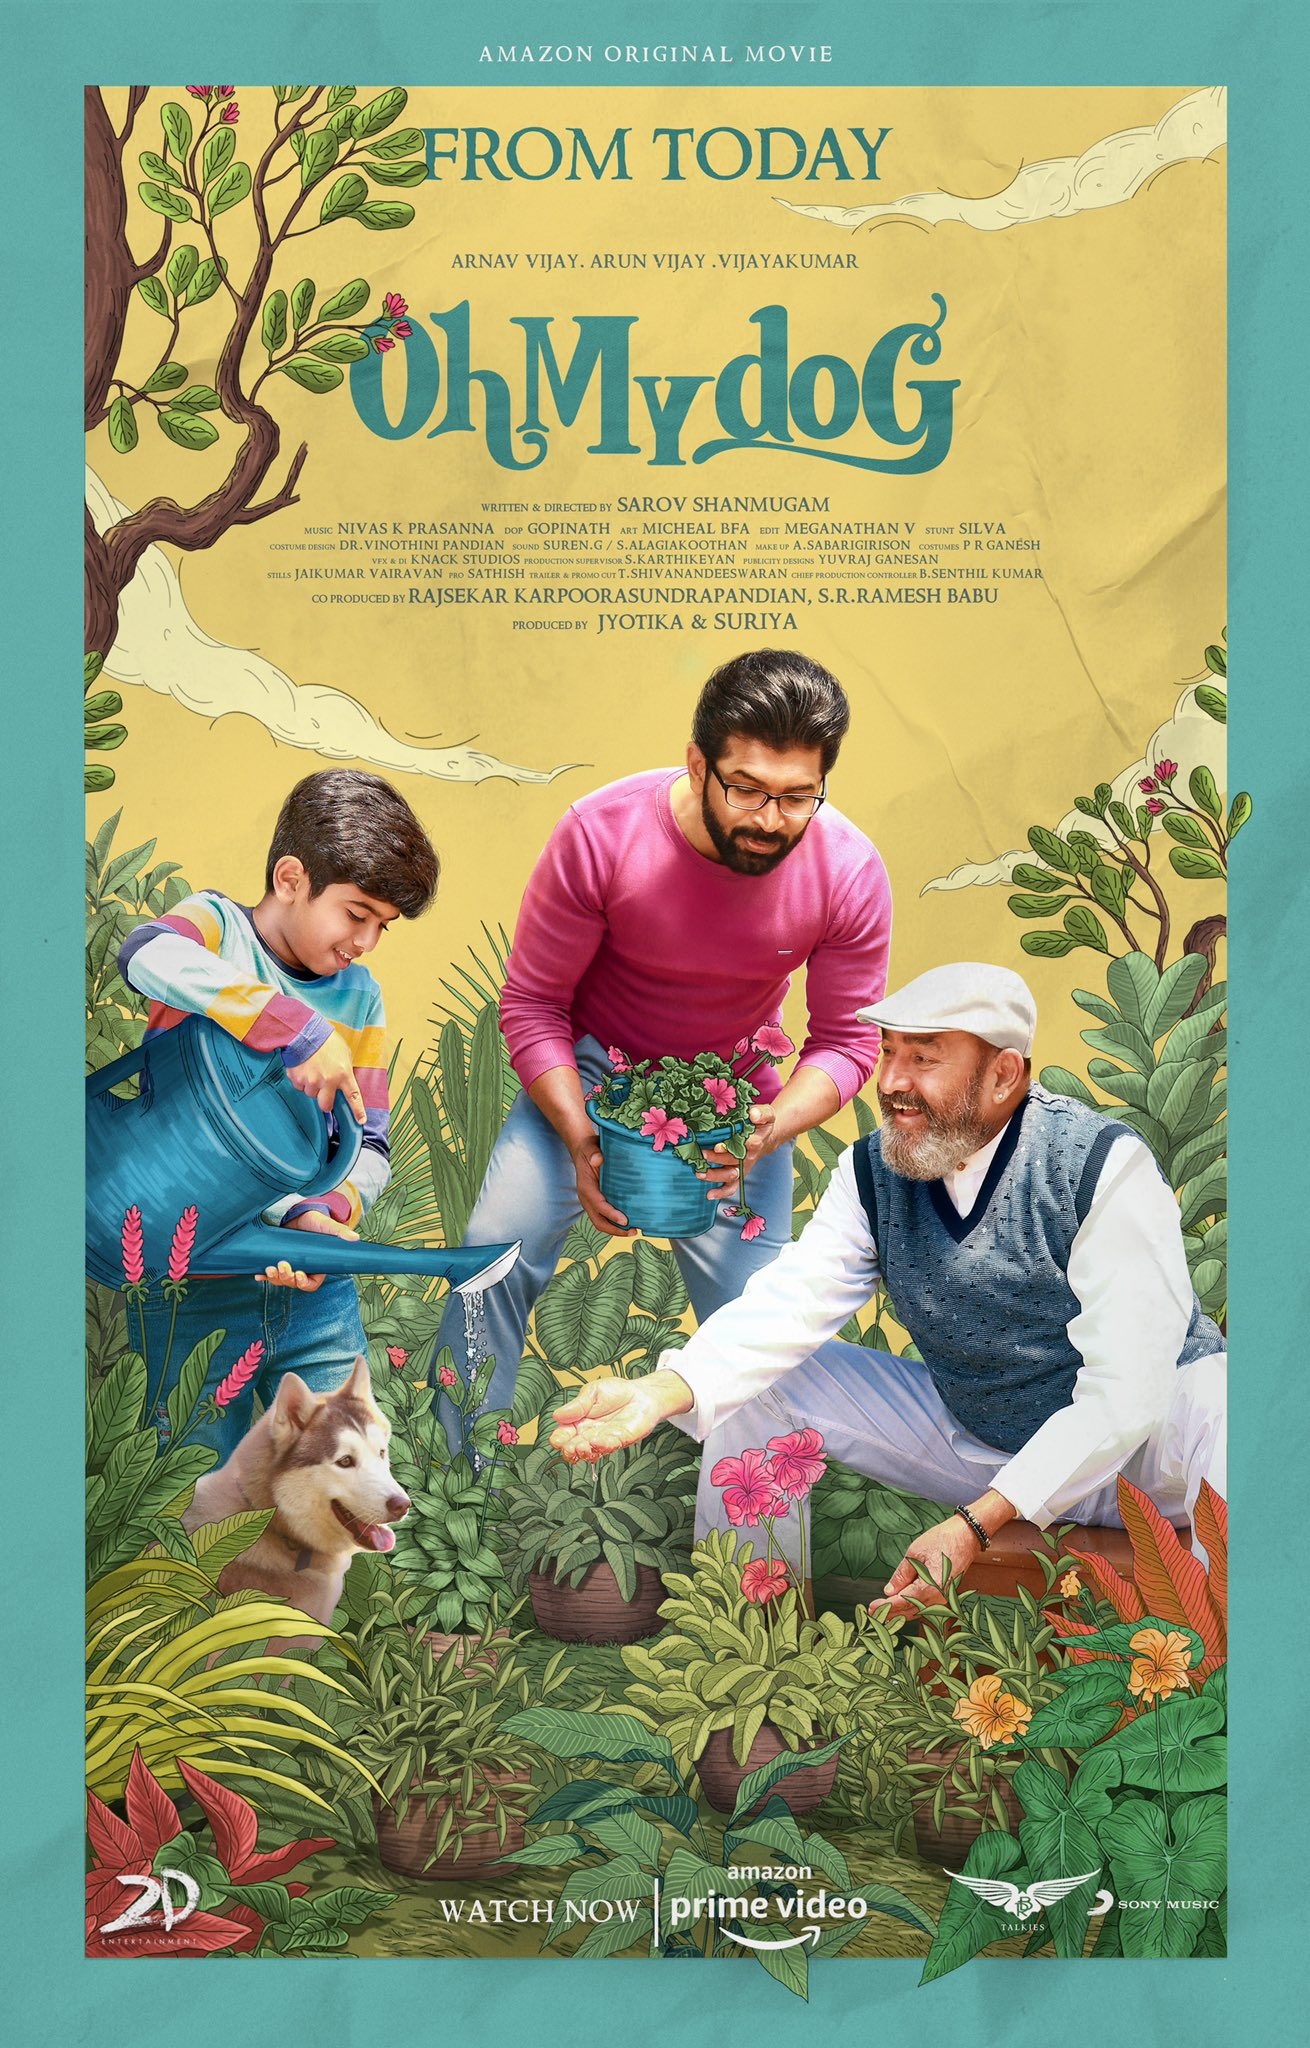 AMAZON ORIGINAL MOVIE
FROM TODAY
ARNAV VIJAY. ARUN VIJAY .VIJAYAKUMAR
Oh My doG
WRITTEN & DIRECTED BY SAROV SHANMUGAM
MUSIC NIVAS K PRASANNA DOP GOPINATH ART MICHEAL BFA EDIT MEGANATHAN V STUNT SILVA
COSTUME DESIGN DR.VINOTHINI PANDIAN SOUND SUREN.G / S.ALAGIAKOOTHAN MAKE UP A.SABARIGIRISON COSTUMES P R GANESH
VFX & DI KNACK STUDIOS PRODUCTION SUPERVISOR S.KARTHIKEYAN PUBLICITY DESIGNS YUVRAJ GANESAN
STILLS JAIKUMAR VAIRAVAN PRO SATHISH TRAILER & PROMO CUT T.SHIVANANDEESWARAN CHIEF PRODUCTION CONTROLLER B.SENTHIL KUMAR
CO PRODUCED BY RAJSEKAR KARPOORASUNDRAPANDIAN, S.R.RAMESH BABU
PRODUCED BY JYOTIKA & SURIYA
2D
ENTERTAINMENT
WATCH NOW
amazon
prime video
TALKIES
SONY MUSIC